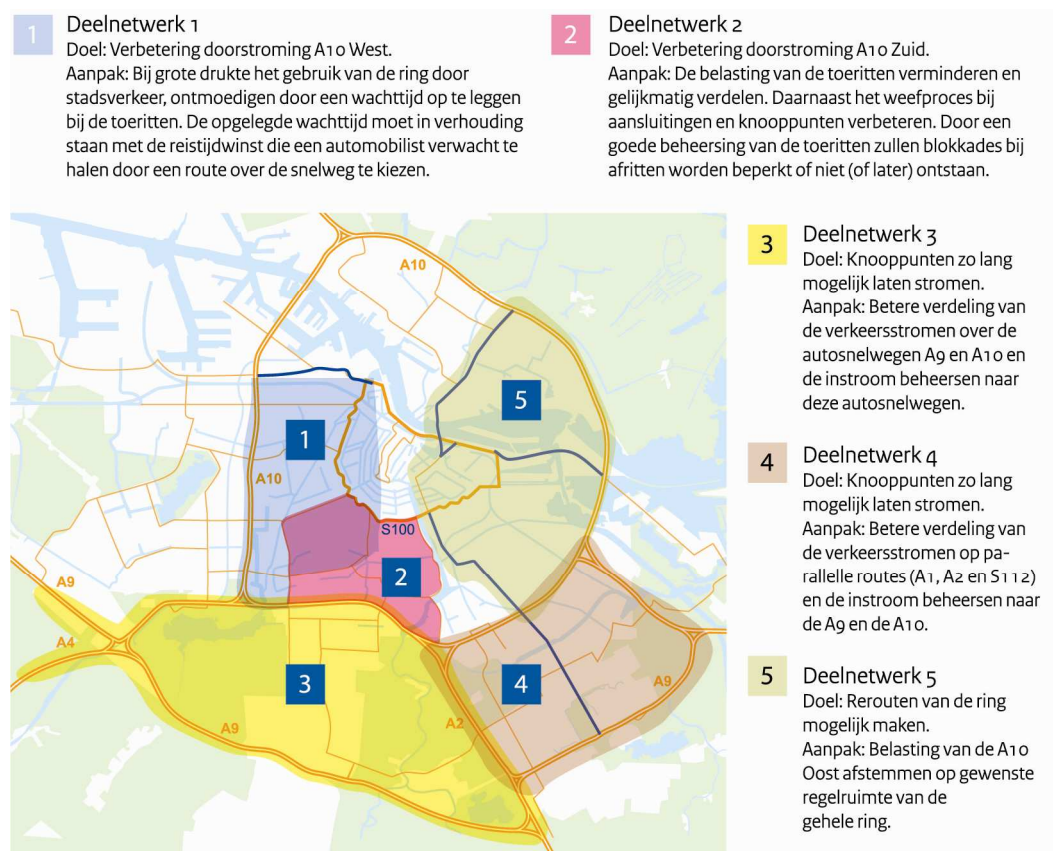 1
Deelnetwerk 1
Doel: Verbetering doorstroming A10 West.
Aanpak: Bij grote drukte het gebruik van de ring door
stadsverkeer, ontmoedigen door een wachttijd op te leggen
bij de toeritten. De opgelegde wachttijd moet in verhouding
staan met de reistijdwinst die een automobilist verwacht te
halen door een route over de snelweg te kiezen.
2
Deelnetwerk 2
Doel: Verbetering doorstroming A10 Zuid.
Aanpak: De belasting van de toeritten verminderen en
gelijkmatig verdelen. Daarnaast het weefproces bij
aansluitingen en knooppunten verbeteren. Door een
goede beheersing van de toeritten zullen blokkades bij
afritten worden beperkt of niet (of later) ontstaan.
A10
5
1
A10
S100
2
A9
A4
3
4
A9
A9
A2
3
Deelnetwerk 3
Doel: Knooppunten zo lang
mogelijk laten stromen.
Aanpak: Betere verdeling van
de verkeersstromen over de
autosnelwegen A9 en A10 en
de instroom beheersen naar
deze autosnelwegen.
4
Deelnetwerk 4
Doel: Knooppunten zo lang
mogelijk laten stromen.
Aanpak: Betere verdeling van
de verkeersstromen op pa-
rallelle routes (A1, A2 en S112)
en de instroom beheersen naar
de A9 en de A10.
5
Deelnetwerk 5
Doel: Rerouten van de ring
mogelijk maken.
Aanpak: Belasting van de A10
Oost afstemmen op gewenste
regelruimte van de
gehele ring.